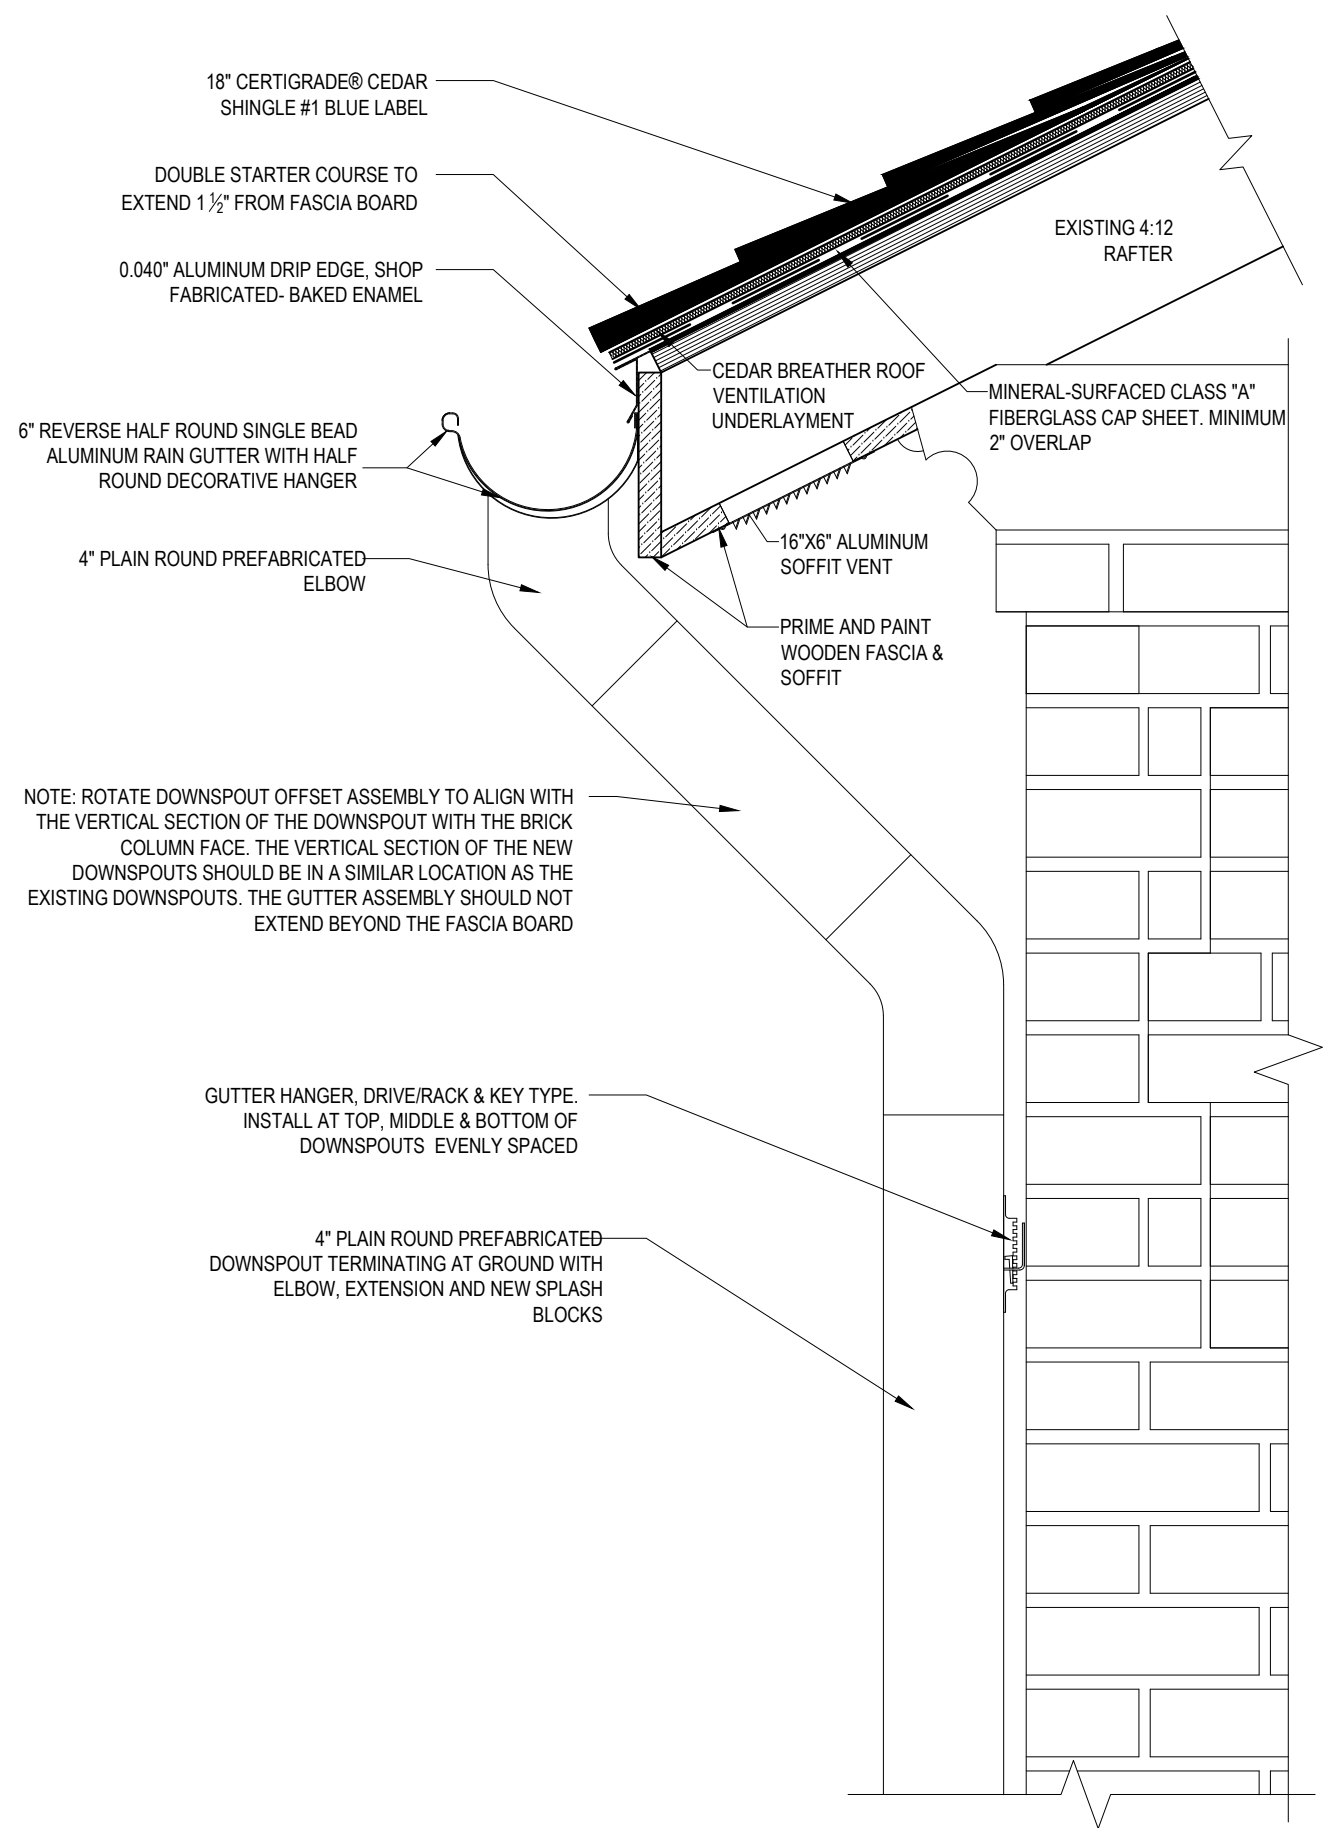 18" CERTIGRADE® CEDAR
SHINGLE #1 BLUE LABEL
DOUBLE STARTER COURSE TO
EXTEND 1 ½" FROM FASCIA BOARD
0.040" ALUMINUM DRIP EDGE, SHOP
FABRICATED- BAKED ENAMEL
6" REVERSE HALF ROUND SINGLE BEAD
ALUMINUM RAIN GUTTER WITH HALF
ROUND DECORATIVE HANGER
4" PLAIN ROUND PREFABRICATED
ELBOW
EXISTING 4:12
RAFTER
CEDAR BREATHER ROOF
VENTILATION
UNDERLAYMENT
MINERAL-SURFACED CLASS "A"
FIBERGLASS CAP SHEET. MINIMUM
2" OVERLAP
16"X6" ALUMINUM
SOFFIT VENT
PRIME AND PAINT
WOODEN FASCIA &
SOFFIT
NOTE: ROTATE DOWNSPOUT OFFSET ASSEMBLY TO ALIGN WITH
THE VERTICAL SECTION OF THE DOWNSPOUT WITH THE BRICK
COLUMN FACE. THE VERTICAL SECTION OF THE NEW
DOWNSPOUTS SHOULD BE IN A SIMILAR LOCATION AS THE
EXISTING DOWNSPOUTS. THE GUTTER ASSEMBLY SHOULD NOT
EXTEND BEYOND THE FASCIA BOARD
GUTTER HANGER, DRIVE/RACK & KEY TYPE.
INSTALL AT TOP, MIDDLE & BOTTOM OF
DOWNSPOUTS EVENLY SPACED
4" PLAIN ROUND PREFABRICATED
DOWNSPOUT TERMINATING AT GROUND WITH
ELBOW, EXTENSION AND NEW SPLASH
BLOCKS